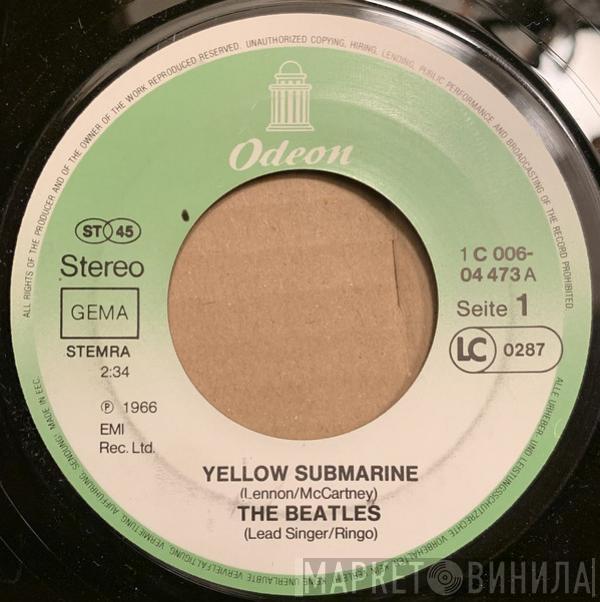 ALL RIGHTS OF THE PRODUCER AND OF THE OWNER OF THE WORK REPRODUCED RESERVED. UNAUTHORIZED COPYING, HIRING, LENDING, PUBLIC PERFORMANCE AND BROADCASTING OF THE RECORD PROHIBITED.
Odeon
ST 45
Stereo
GEMA
STEMRA
2:34
℗ 1966
EMI
Rec. Ltd.
1 C 006-
04 473 A
Seite 1
LC 0287
YELLOW SUBMARINE
(Lennon/McCartney)
THE BEATLES
(Lead Singer/Ringo)
ALLE URHEBER- UND LEISTUNGSSCHUTZRECHTE VORBEHALTEN. KEINE UNERLAUBTE VERVIELFÄLTIGUNG, VERMIETUNG, AUFFÜHRUNG, SENDUNG! MADE IN EEC.
МАРКЕТ ВИНИЛА